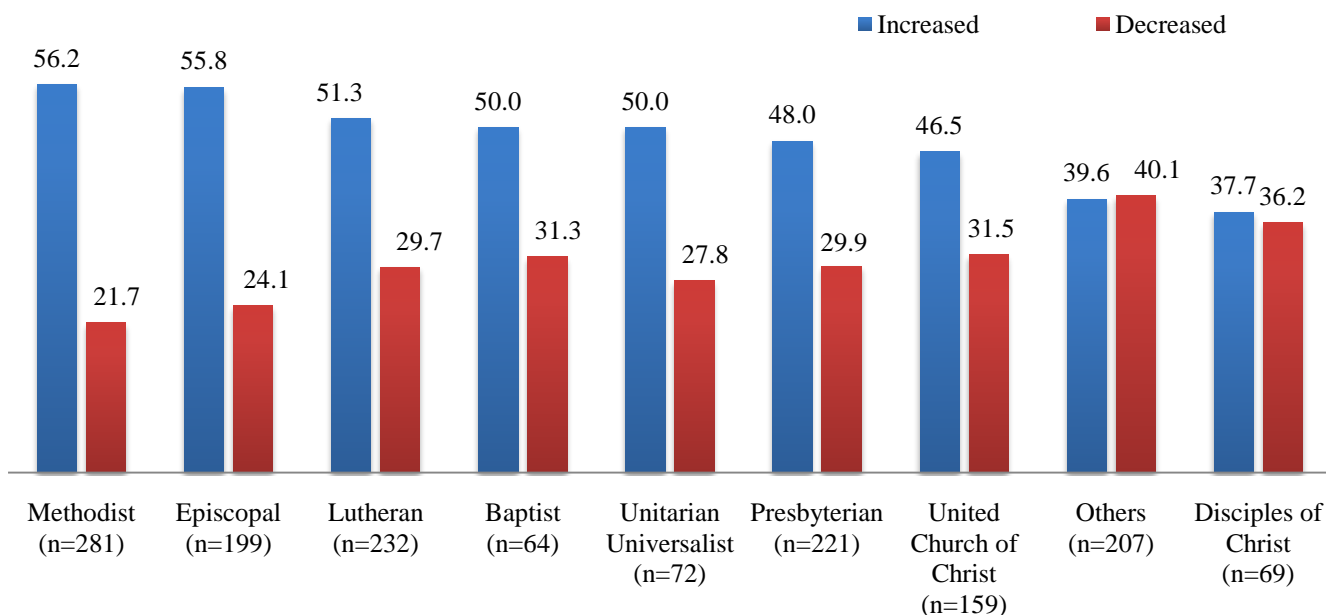 Increased
Decreased
56.2
21.7
55.8
24.1
51.3
29.7
50.0
31.3
50.0
27.8
48.0
29.9
46.5
31.5
39.6
40.1
37.7
36.2
Methodist
(n=281)
Episcopal
(n=199)
Lutheran
(n=232)
Baptist
(n=64)
Unitarian
Universalist
(n=72)
Presbyterian
(n=221)
United
Church of
Christ
(n=159)
Others
(n=207)
Disciples of
Christ
(n=69)